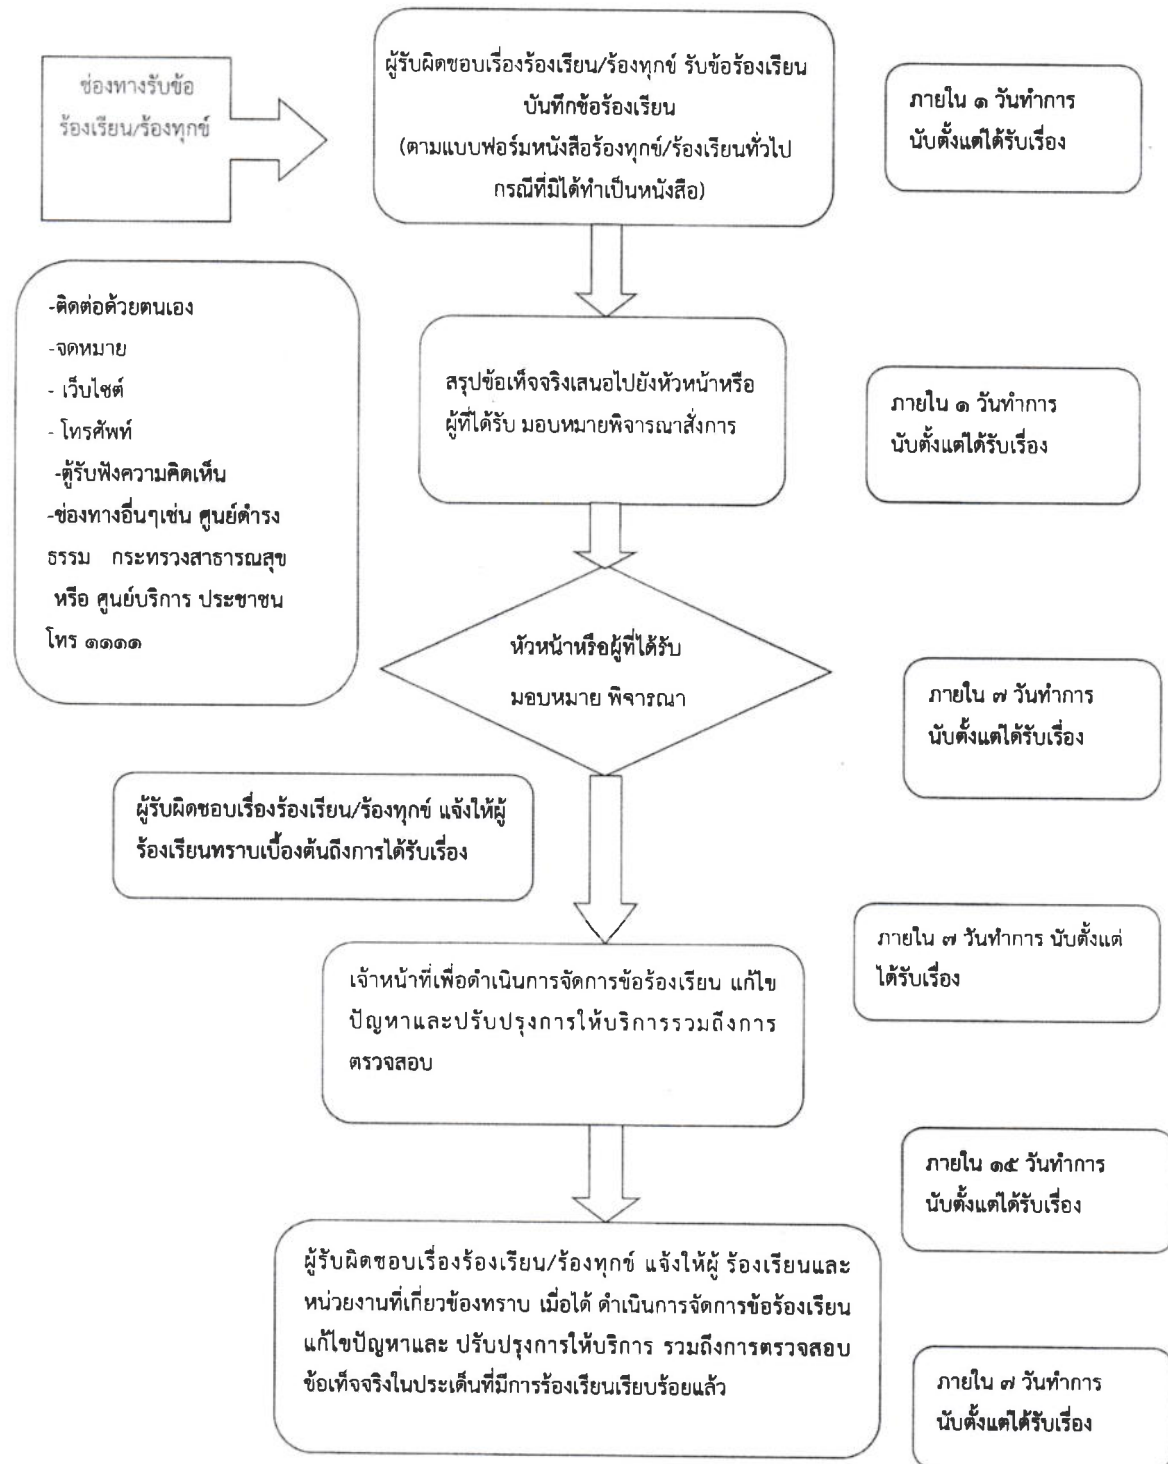 ช่องทางรับข้อ
ร้องเรียน/ร้องทุกข์
ผู้รับผิดชอบเรื่องร้องเรียน/ร้องทุกข์ รับข้อร้องเรียน
บันทึกข้อร้องเรียน
(ตามแบบฟอร์มหนังสือร้องทุกข์/ร้องเรียนทั่วไป
กรณีที่มิได้ทำเป็นหนังสือ)
ภายใน ๑ วันทำการ
นับตั้งแต่ได้รับเรื่อง
-ติดต่อด้วยตนเอง
-จดหมาย
- เว็บไซต์
- โทรศัพท์
-ตู้รับฟังความคิดเห็น
-ช่องทางอื่นๆเช่น ศูนย์ดำรง
ธรรม กระทรวงสาธารณสุข
หรือ ศูนย์บริการ ประชาชน
โทร ๑๑๑๑
สรุปข้อเท็จจริงเสนอไปยังหัวหน้าหรือ
ผู้ที่ได้รับ มอบหมายพิจารณาสั่งการ
ภายใน ๑ วันทำการ
นับตั้งแต่ได้รับเรื่อง
หัวหน้าหรือผู้ที่ได้รับ
มอบหมาย พิจารณา
ภายใน ๗ วันทำการ
นับตั้งแต่ได้รับเรื่อง
ผู้รับผิดชอบเรื่องร้องเรียน/ร้องทุกข์ แจ้งให้ผู้
ร้องเรียนทราบเบื้องต้นถึงการได้รับเรื่อง
ภายใน ๗ วันทำการ นับตั้งแต่
ได้รับเรื่อง
เจ้าหน้าที่เพื่อดำเนินการจัดการข้อร้องเรียน แก้ไข
ปัญหาและปรับปรุงการให้บริการรวมถึงการ
ตรวจสอบ
ภายใน ๑๕ วันทำการ
นับตั้งแต่ได้รับเรื่อง
ผู้รับผิดชอบเรื่องร้องเรียน/ร้องทุกข์ แจ้งให้ผู้ ร้องเรียนและ
หน่วยงานที่เกี่ยวข้องทราบ เมื่อได้ ดำเนินการจัดการข้อร้องเรียน
แก้ไขปัญหาและ ปรับปรุงการให้บริการ รวมถึงการตรวจสอบ
ข้อเท็จจริงในประเด็นที่มีการร้องเรียนเรียบร้อยแล้ว
ภายใน ๗ วันทำการ
นับตั้งแต่ได้รับเรื่อง